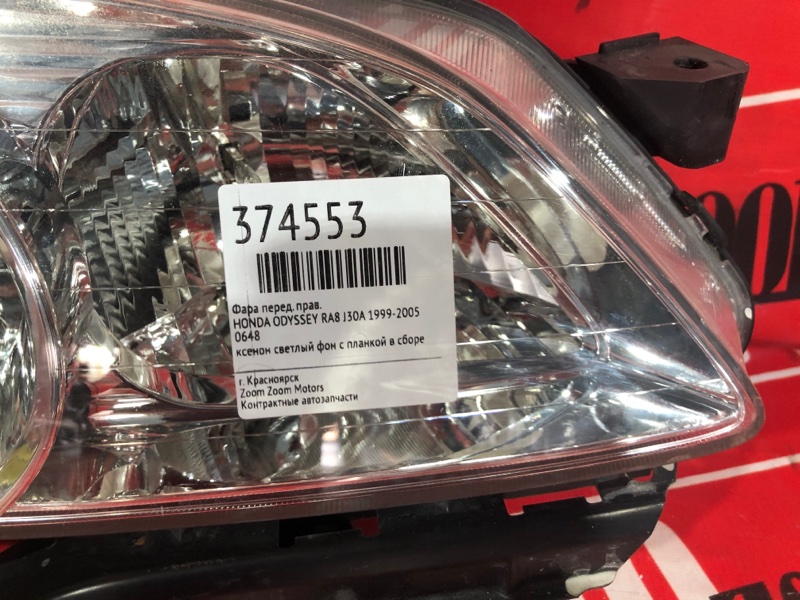 374553
Фара перед. прав.
HONDA ODYSSEY RA8 J30A 1999-2005
0648
ксенон светлый фон с планкой в сборе
г. Красноярск
Zoom Zoom Motors
Контрактные автозапчасти